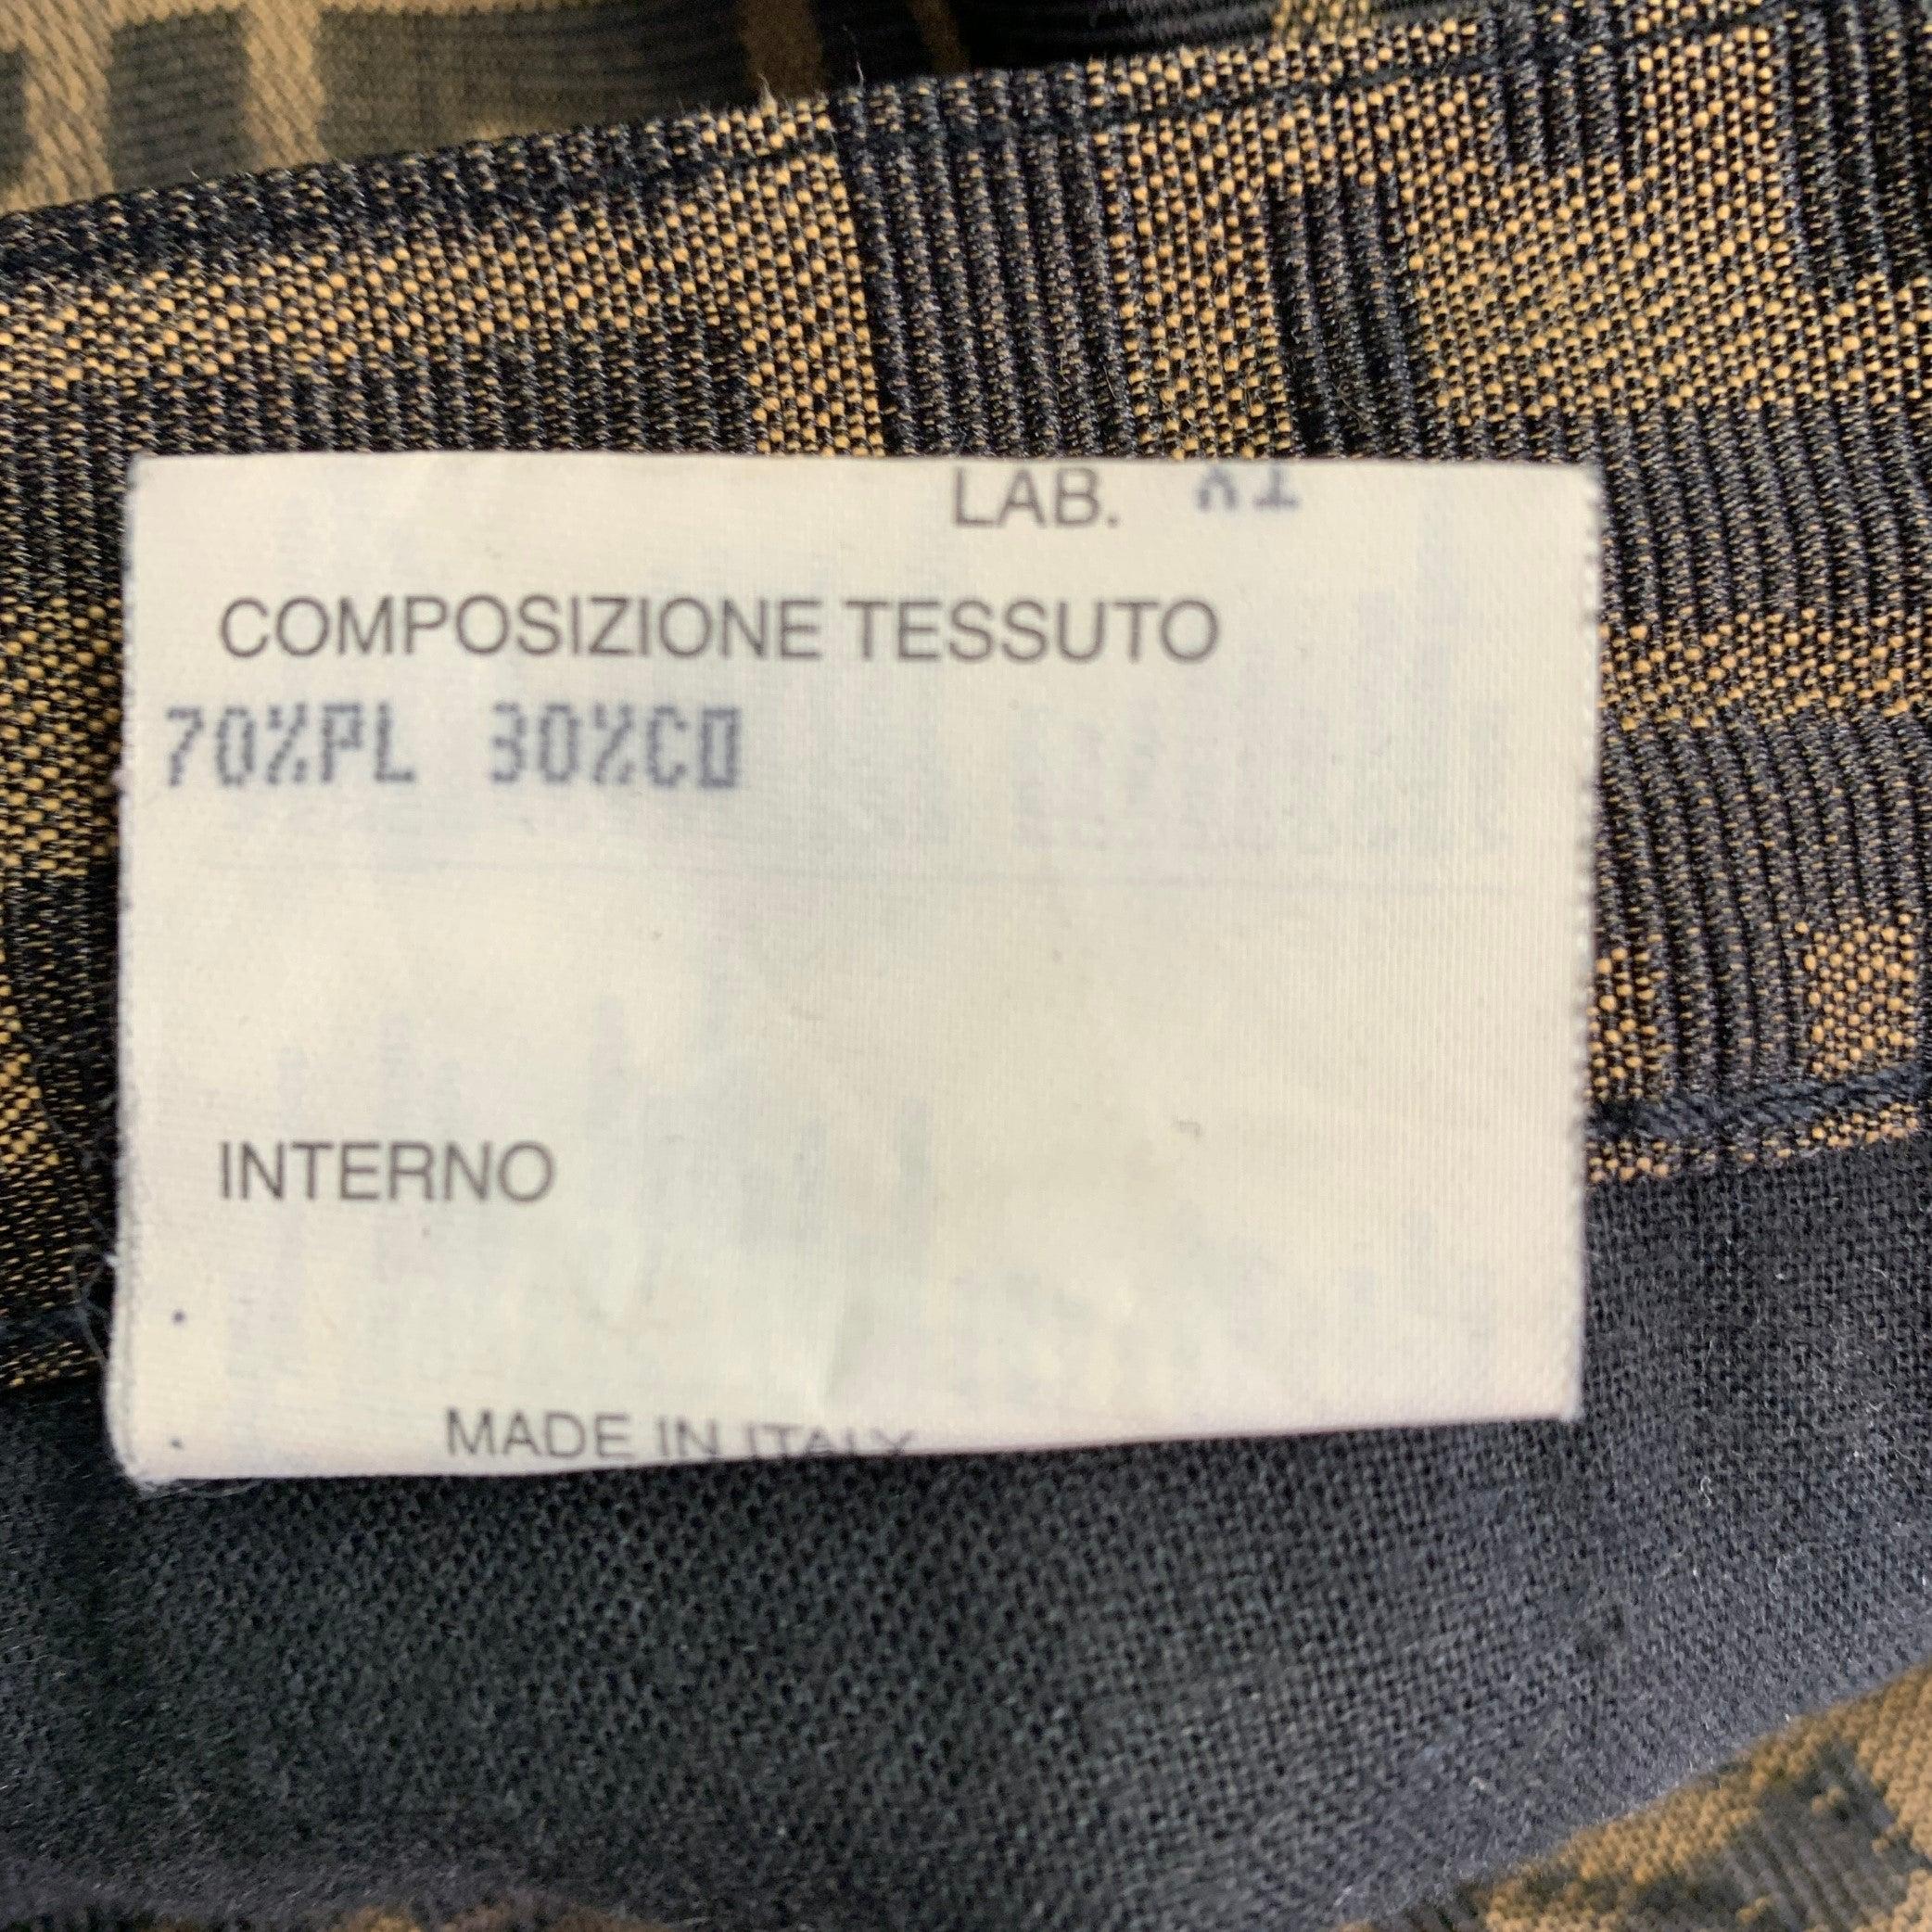 LAB.
COMPOSIZIONE TESSUTO
70%PL 30%CO
INTERNO
MADE IN ITALY